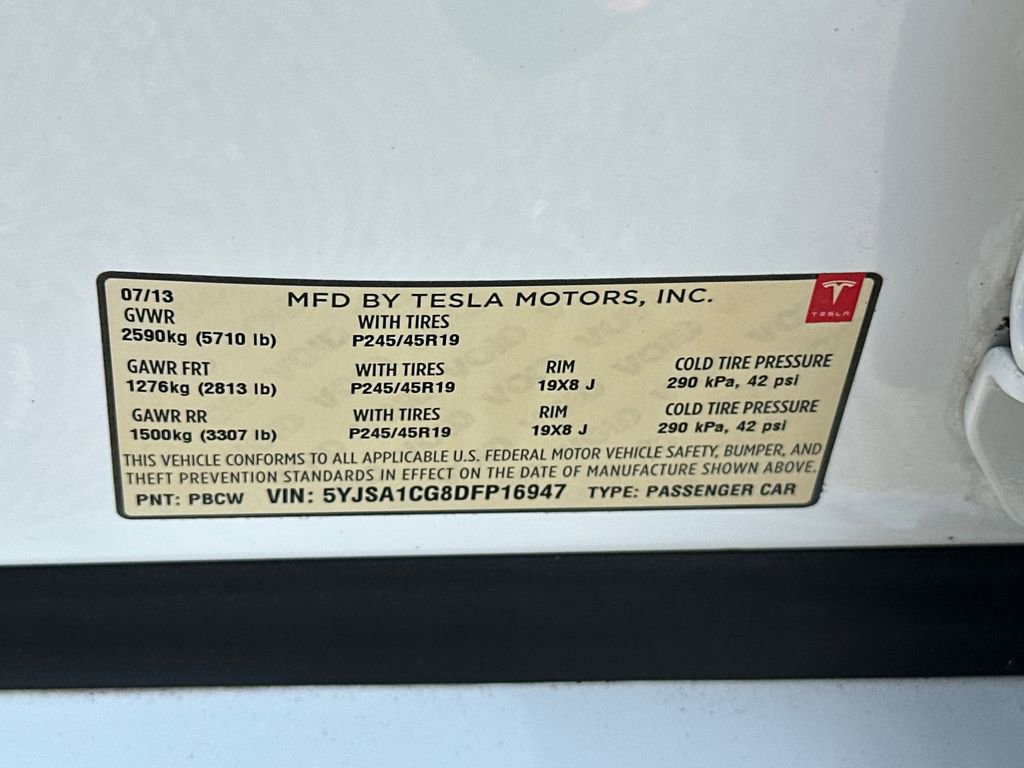 07/13 MFD BY TESLA MOTORS, INC.
TESLA
GVWR WITH TIRES
2590kg (5710 lb) P245/45R19
GAWR FRT WITH TIRES RIM COLD TIRE PRESSURE
1276kg (2813 lb) P245/45R19 19X8 J 290 kPa, 42 psi
GAWR RR WITH TIRES RIM COLD TIRE PRESSURE
1500kg (3307 lb) P245/45R19 19X8 J 290 kPa, 42 psi
THIS VEHICLE CONFORMS TO ALL APPLICABLE U.S. FEDERAL MOTOR VEHICLE SAFETY, BUMPER, AND
THEFT PREVENTION STANDARDS IN EFFECT ON THE DATE OF MANUFACTURE SHOWN ABOVE.
PNT: PBCW VIN: 5YJSA1CG8DFP16947 TYPE: PASSENGER CAR